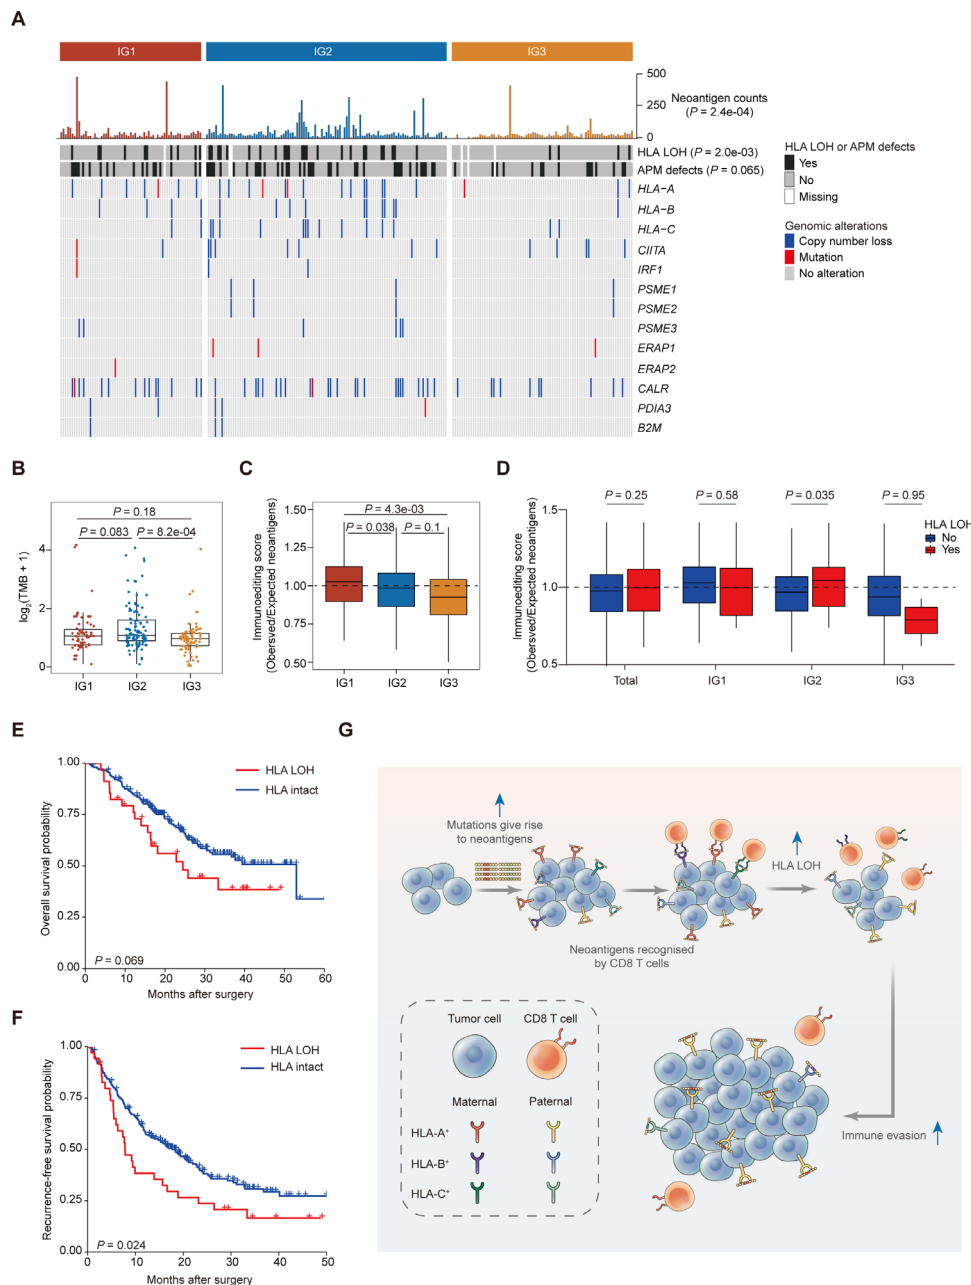 A
IG1
IG2
IG3
500
250
0
Neoantigen counts
(P = 2.4e-04)
HLA LOH (P = 2.0e-03)
APM defects (P = 0.065)
HLA−A
HLA−B
HLA−C
CIITA
IRF1
PSME1
PSME2
PSME3
ERAP1
ERAP2
CALR
PDIA3
B2M
HLA LOH or APM defects
Yes
No
Missing
Genomic alterations
Copy number loss
Mutation
No alteration
B
log2(TMB + 1)
4
2
0
P = 0.18
P = 0.083
P = 8.2e-04
IG1
IG2
IG3
C
Immunoediting score
(Obersved/Expected neoantigens)
1.50
1.25
1.00
0.75
0.50
P = 4.3e-03
P = 0.038
P = 0.1
IG1
IG2
IG3
D
Immunoediting score
(Obersved/Expected neoantigens)
1.5
1.0
0.5
P = 0.25
P = 0.58
P = 0.035
P = 0.95
HLA LOH
No
Yes
Total
IG1
IG2
IG3
E
Overall survival probability
1.00
0.75
0.50
0.25
0.00
HLA LOH
HLA intact
P = 0.069
0
10
20
30
40
50
60
Months after surgery
F
Recurrence-free survival probability
1.00
0.75
0.50
0.25
0.00
HLA LOH
HLA intact
P = 0.024
0
10
20
30
40
50
Months after surgery
G
Mutations give rise
to neoantigens
Neoantigens recognised
by CD8 T cells
HLA LOH
Immune evasion
Tumor cell
CD8 T cell
Maternal
Paternal
HLA-A+
HLA-B+
HLA-C+